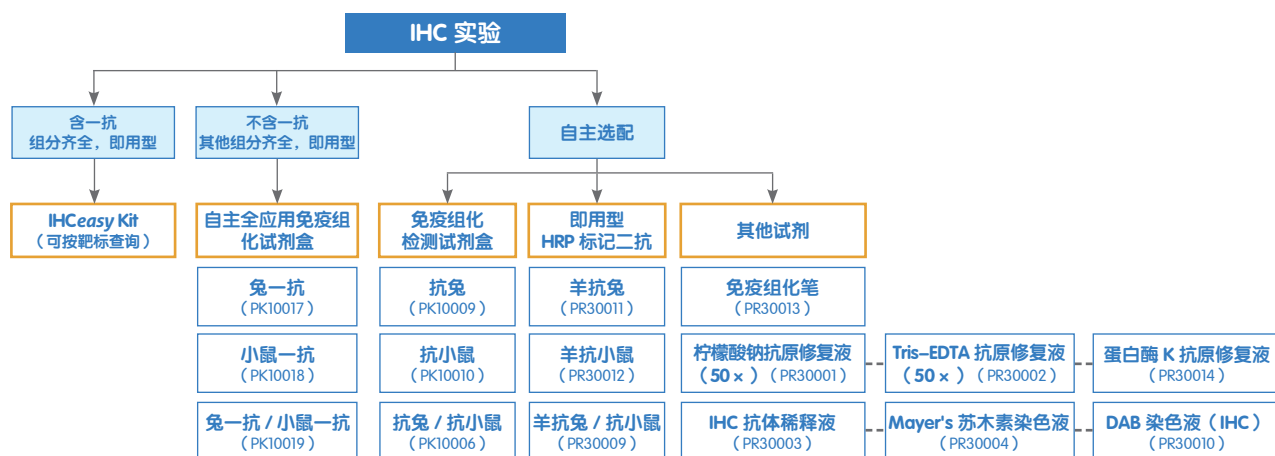 IHC 实验
含一抗
组分齐全，即用型
不含一抗
其他组分齐全，即用型
自主选配
IHCeasy Kit
（可按靶标查询）
自主全应用免疫组
化试剂盒
免疫组化
检测试剂盒
即用型
HRP 标记二抗
其他试剂
兔一抗
（PK10017）
抗兔
（PK10009）
羊抗兔
（PR30011）
免疫组化笔
（PR30013）
小鼠一抗
（PK10018）
抗小鼠
（PK10010）
羊抗小鼠
（PR30012）
柠檬酸钠抗原修复液
（50 ×）（PR30001）
Tris–EDTA 抗原修复液
（50 ×）（PR30002）
蛋白酶 K 抗原修复液
（PR30014）
兔一抗 / 小鼠一抗
（PK10019）
抗兔 / 抗小鼠
（PK10006）
羊抗兔 / 抗小鼠
（PR30009）
IHC 抗体稀释液
（PR30003）
Mayer's 苏木素染色液
（PR30004）
DAB 染色液（IHC）
（PR30010）